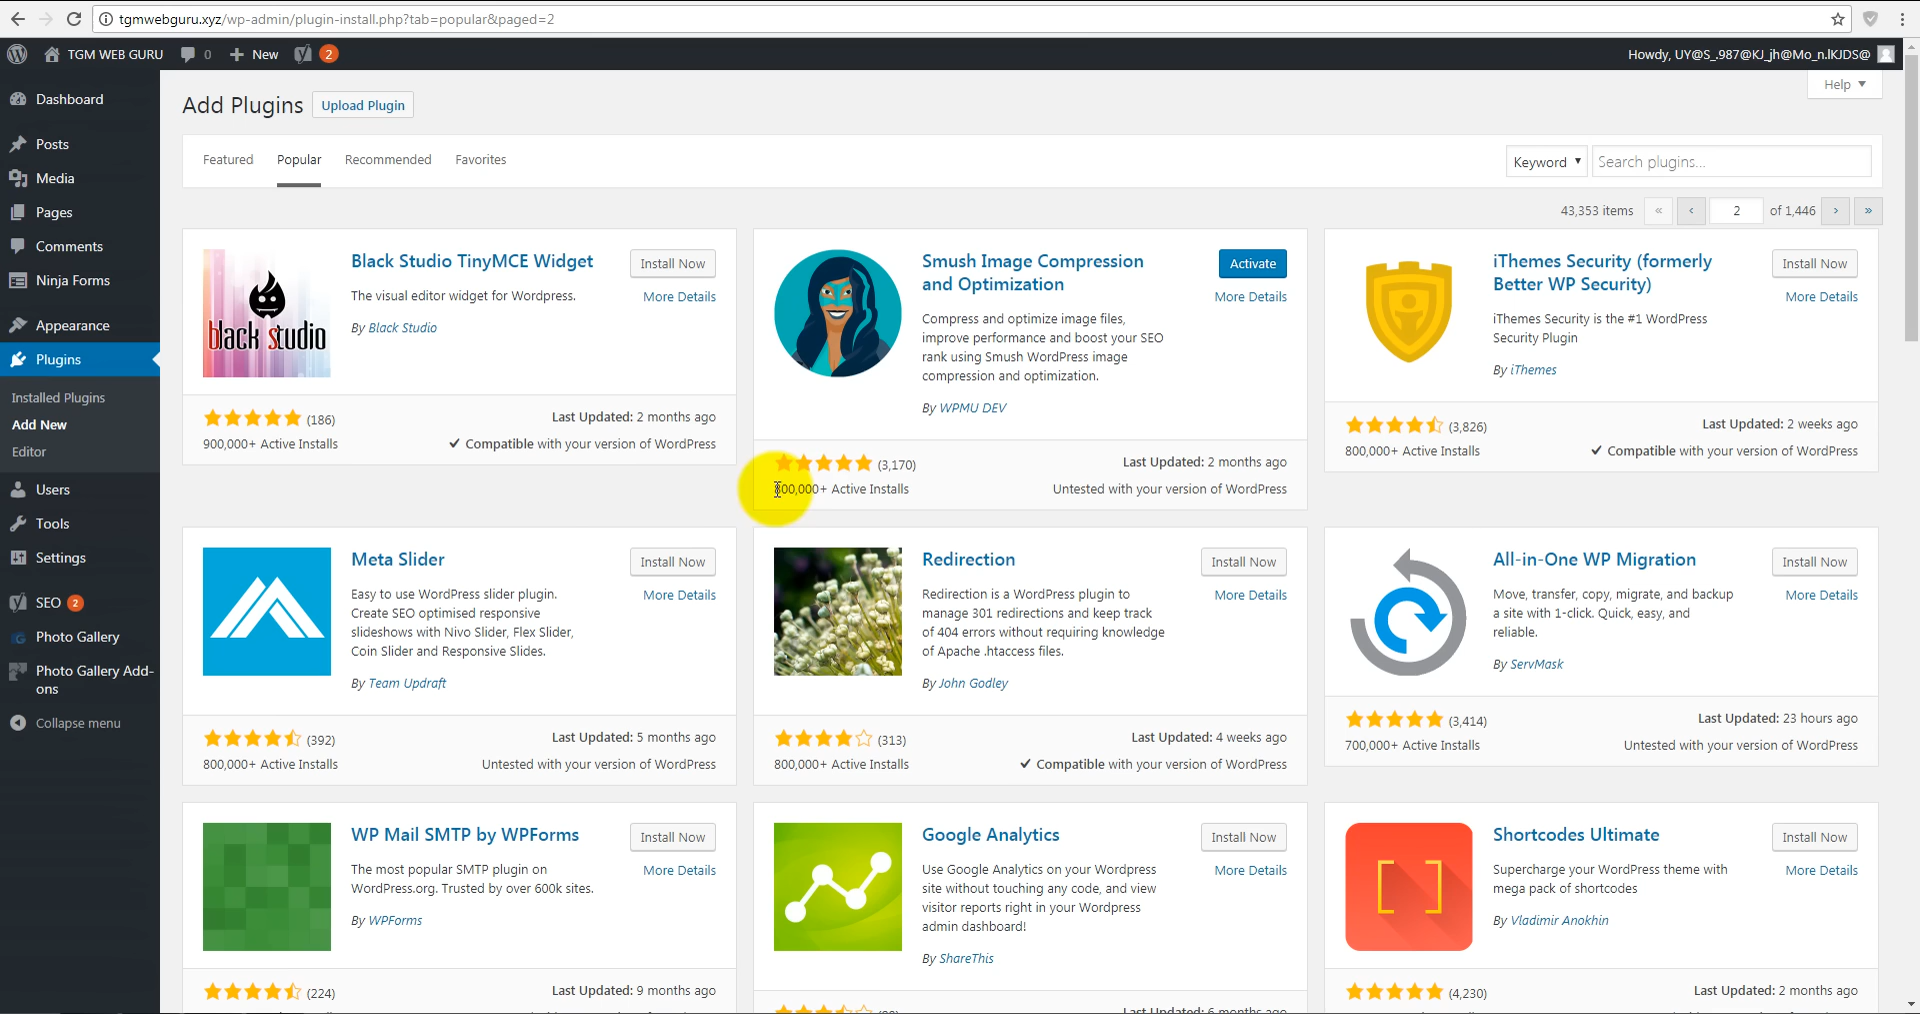 tgmwebguru.xyz/wp-admin/plugin-install.php?tab=popular&paged=2
TGM WEB GURU 0 New 2
Howdy, UY@S_.987@KJ_jh@Mo_n.lKJDS@
Dashboard
Posts
Media
Pages
Comments
Ninja Forms
Appearance
Plugins
Installed Plugins
Add New
Editor
Users
Tools
Settings
SEO 2
Photo Gallery
Photo Gallery Add-
ons
Collapse menu
Help
Add Plugins Upload Plugin
Featured Popular Recommended Favorites
Keyword Search plugins...
43,353 items « ‹ 2 of 1,446 › »
black studio
Black Studio TinyMCE Widget
Install Now
More Details
The visual editor widget for Wordpress.
By Black Studio
(186)
Last Updated: 2 months ago
900,000+ Active Installs
✔ Compatible with your version of WordPress
Smush Image Compression
and Optimization
Activate
More Details
Compress and optimize image files,
improve performance and boost your SEO
rank using Smush WordPress image
compression and optimization.
By WPMU DEV
(3,170)
Last Updated: 2 months ago
800,000+ Active Installs
Untested with your version of WordPress
iThemes Security (formerly
Better WP Security)
Install Now
More Details
iThemes Security is the #1 WordPress
Security Plugin
By iThemes
(3,826)
Last Updated: 2 weeks ago
800,000+ Active Installs
✔ Compatible with your version of WordPress
Meta Slider
Install Now
More Details
Easy to use WordPress slider plugin.
Create SEO optimised responsive
slideshows with Nivo Slider, Flex Slider,
Coin Slider and Responsive Slides.
By Team Updraft
(392)
Last Updated: 5 months ago
800,000+ Active Installs
Untested with your version of WordPress
Redirection
Install Now
More Details
Redirection is a WordPress plugin to
manage 301 redirections and keep track
of 404 errors without requiring knowledge
of Apache .htaccess files.
By John Godley
(313)
Last Updated: 4 weeks ago
800,000+ Active Installs
✔ Compatible with your version of WordPress
All-in-One WP Migration
Install Now
More Details
Move, transfer, copy, migrate, and backup
a site with 1-click. Quick, easy, and
reliable.
By ServMask
(3,414)
Last Updated: 23 hours ago
700,000+ Active Installs
Untested with your version of WordPress
WP Mail SMTP by WPForms
Install Now
More Details
The most popular SMTP plugin on
WordPress.org. Trusted by over 600k sites.
By WPForms
(224)
Last Updated: 9 months ago
Google Analytics
Install Now
More Details
Use Google Analytics on your Wordpress
site without touching any code, and view
visitor reports right in your Wordpress
admin dashboard!
By ShareThis
Last Updated: 6 months ago
Shortcodes Ultimate
Install Now
More Details
Supercharge your WordPress theme with
mega pack of shortcodes
By Vladimir Anokhin
(4,230)
Last Updated: 2 months ago